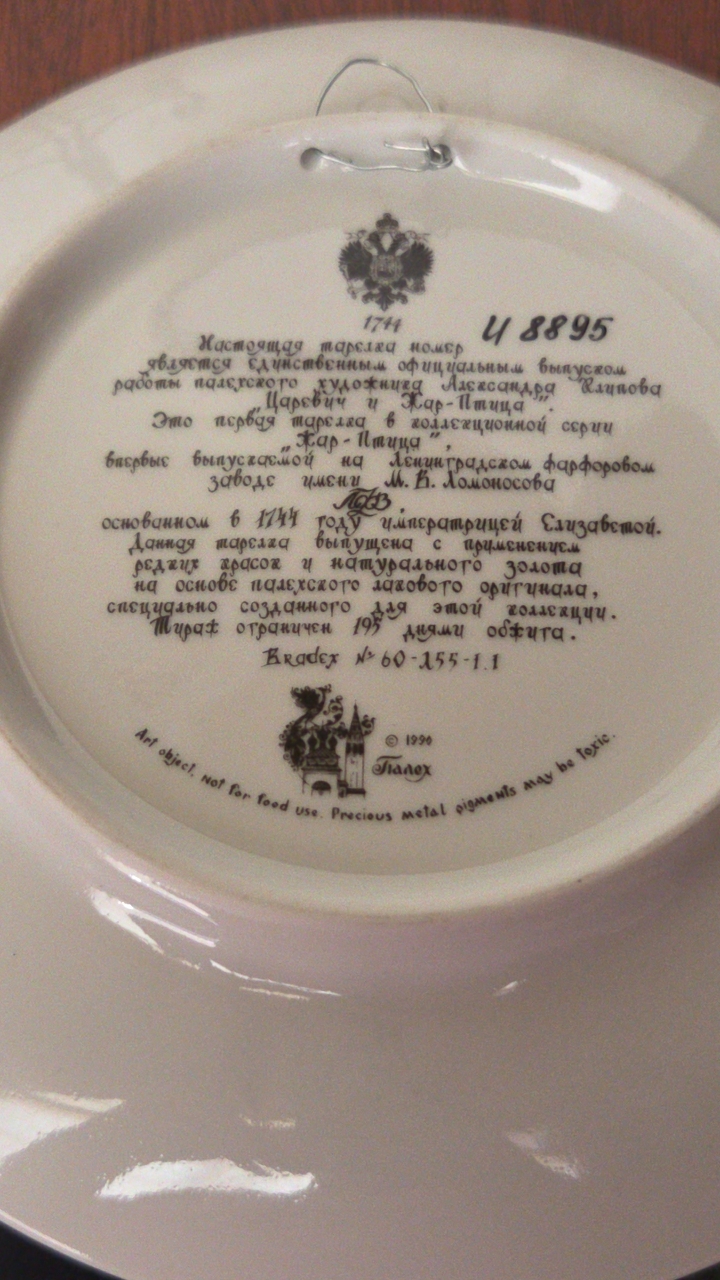 1744
Настоящая тарелка номер И 8895
является единственным официальным выпуском
работы палехского художника Александра Климова
„Царевич и Жар-Птица”.
Это первая тарелка в коллекционной серии
„Жар-Птица”,
впервые выпускаемой на Ленинградском фарфоровом
заводе имени М. В. Ломоносова
ЛФЗ,
основанном в 1744 году императрицей Елизаветой.
Данная тарелка выпущена с применением
редких красок и натурального золота
на основе палехского лакового оригинала,
специально созданного для этой коллекции.
Тираж ограничен 195 днями обжига.
Bradex № 60-155-1.1
© 1990
Палех
Art object, not for food use. Precious metal pigments may be toxic.